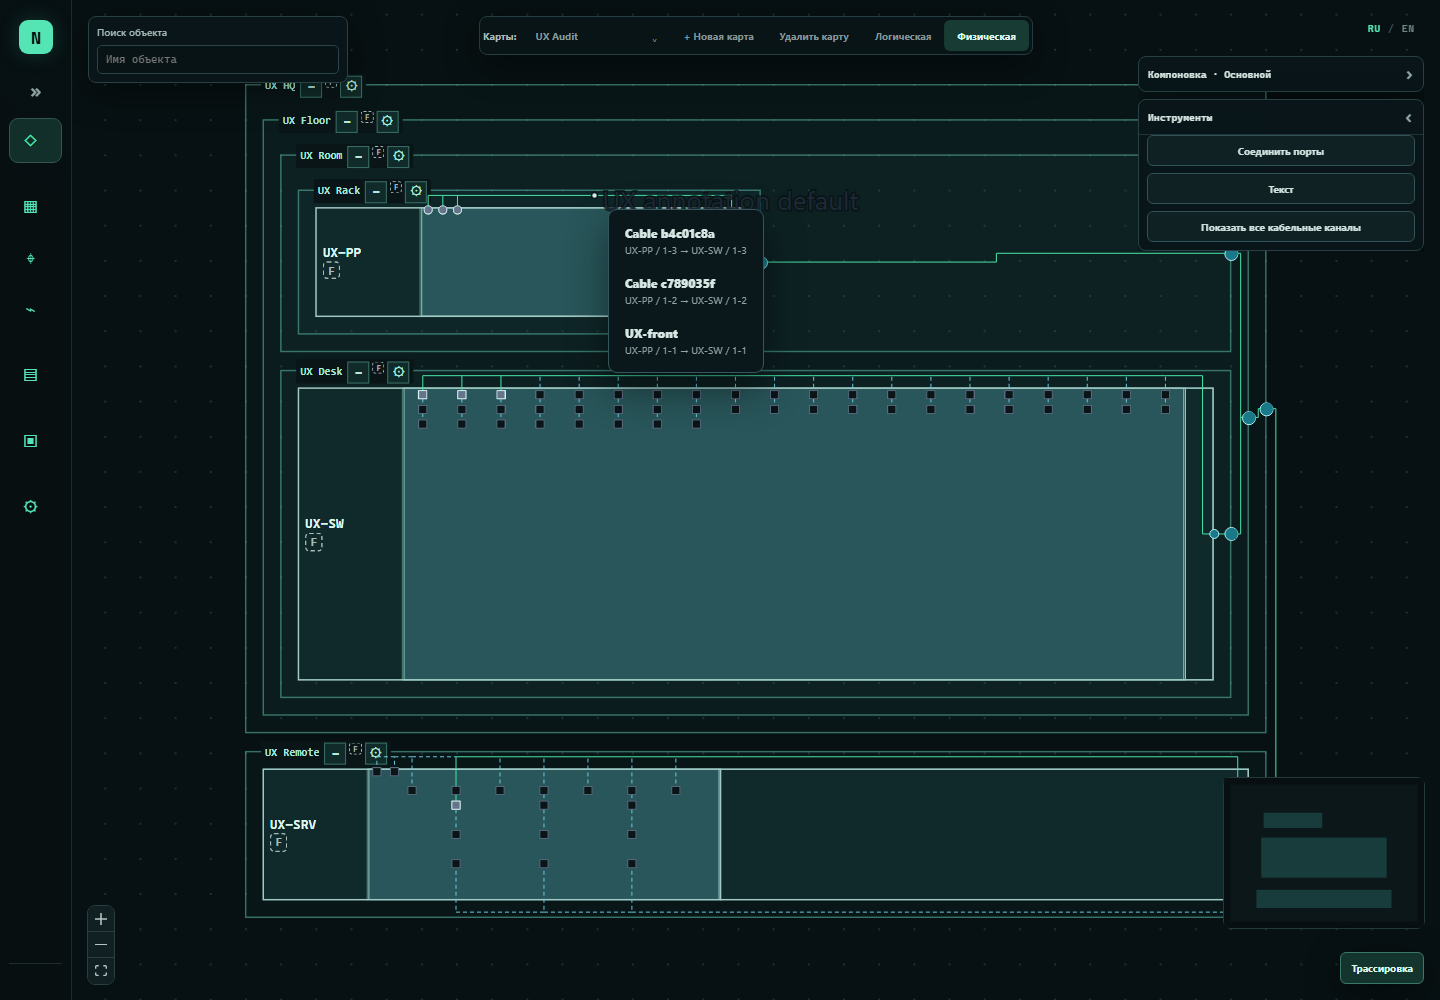 N
Поиск объекта
Имя объекта
Карты:
UX Audit
+ Новая карта
Удалить карту
Логическая
Физическая
RU / EN
Компоновка · Основной
Инструменты
Соединить порты
Текст
Показать все кабельные каналы
UX HQ
UX Floor
F
UX Room
F
UX Rack
F
UX annotation default
UX-PP
F
Cable b4c01c8a
UX-PP / 1-3 → UX-SW / 1-3
Cable c789035f
UX-PP / 1-2 → UX-SW / 1-2
UX-front
UX-PP / 1-1 → UX-SW / 1-1
UX Desk
F
UX-SW
F
UX Remote
F
UX-SRV
F
Трассировка